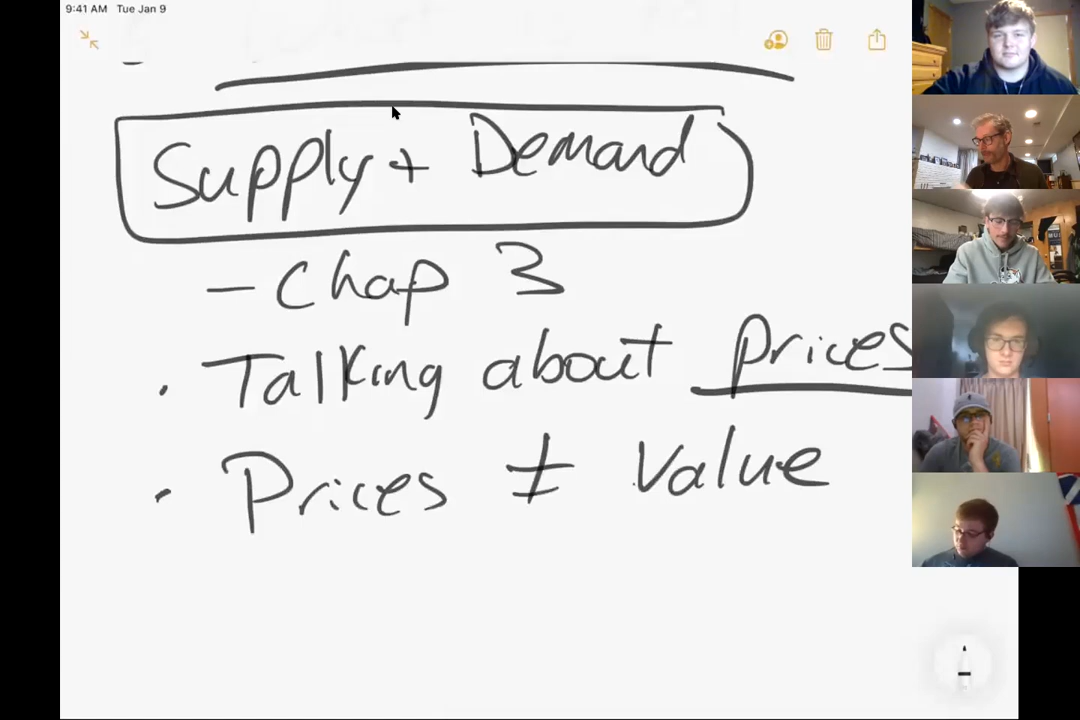 9:41 AM Tue Jan 9
Supply + Demand
- Chap 3
. Talking about prices
. Prices ≠ Value